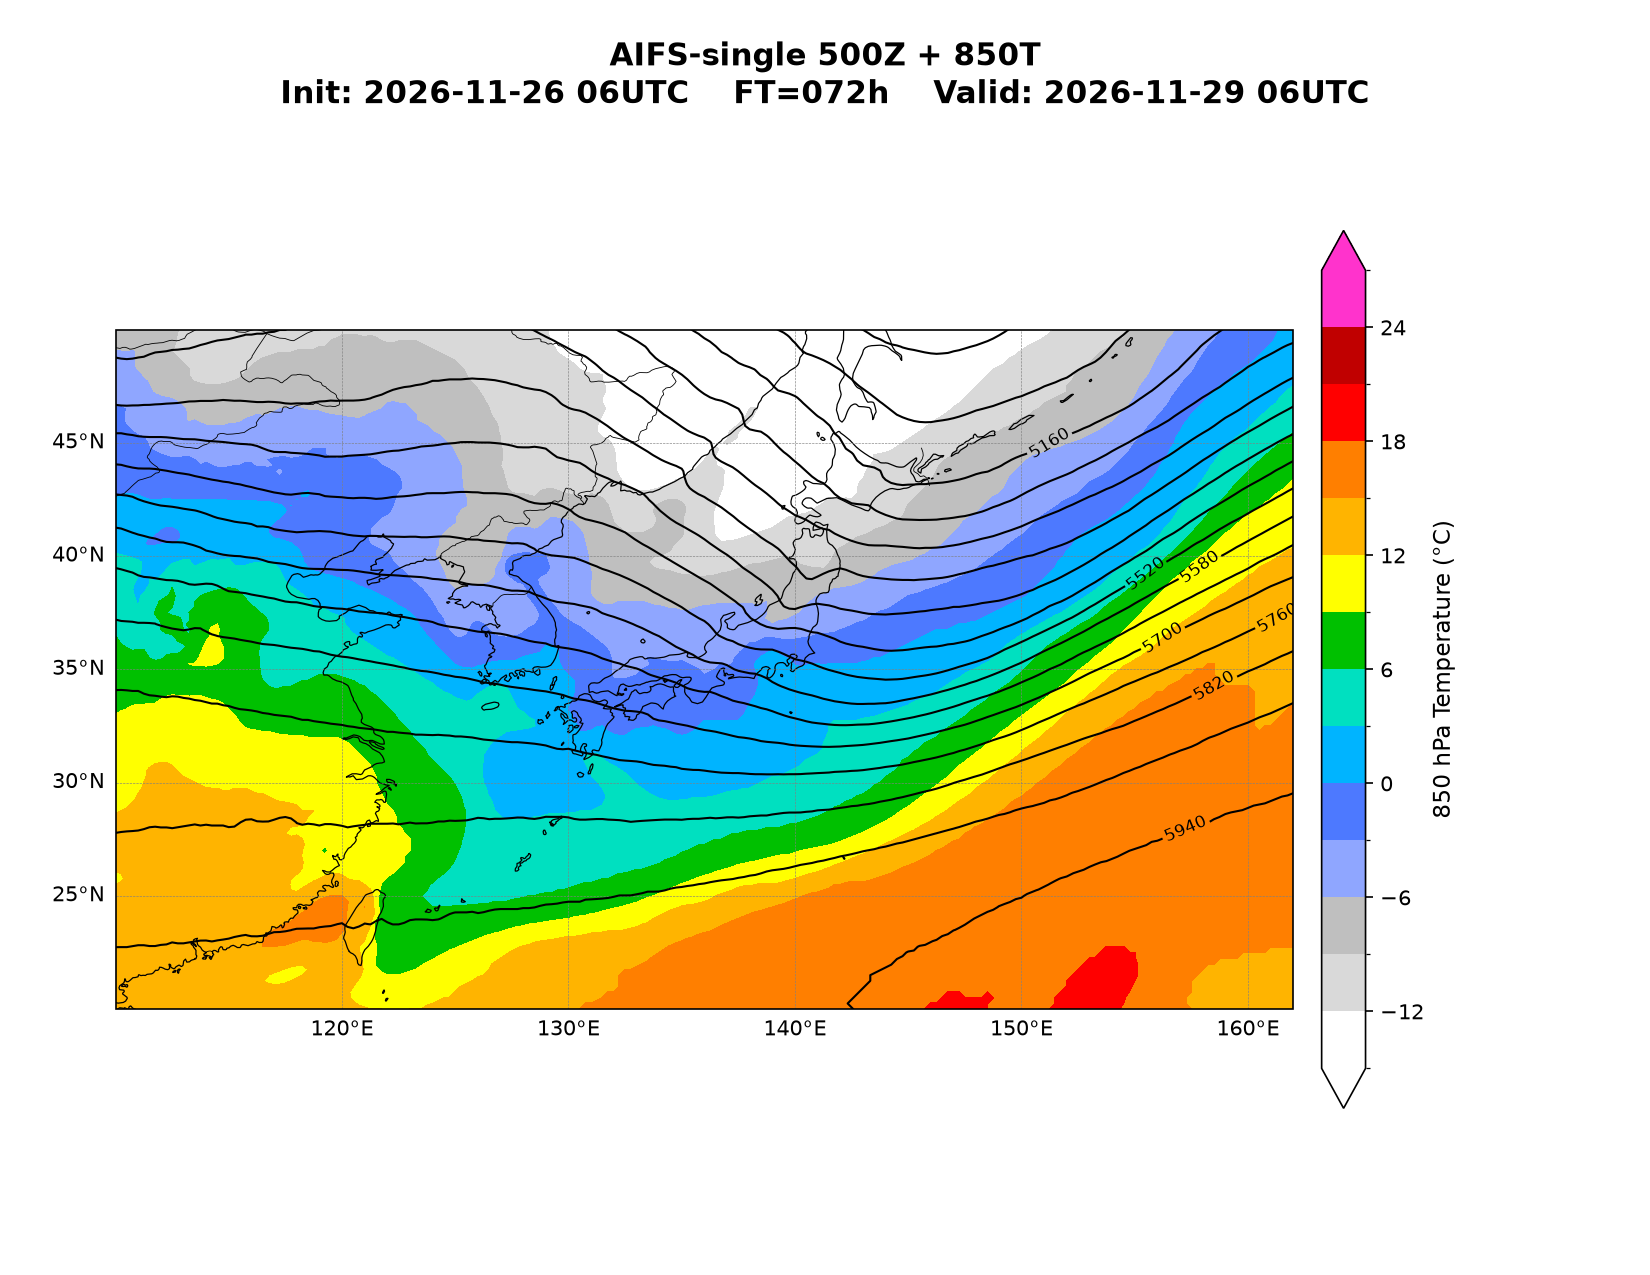 AIFS-single 500Z + 850T
Init: 2026-11-26 06UTC    FT=072h    Valid: 2026-11-29 06UTC
24
18
12
6
0
−6
−12
850 hPa Temperature (°C)
45°N
40°N
35°N
30°N
25°N
5160
5520
5580
5760
5700
5820
5940
120°E
130°E
140°E
150°E
160°E